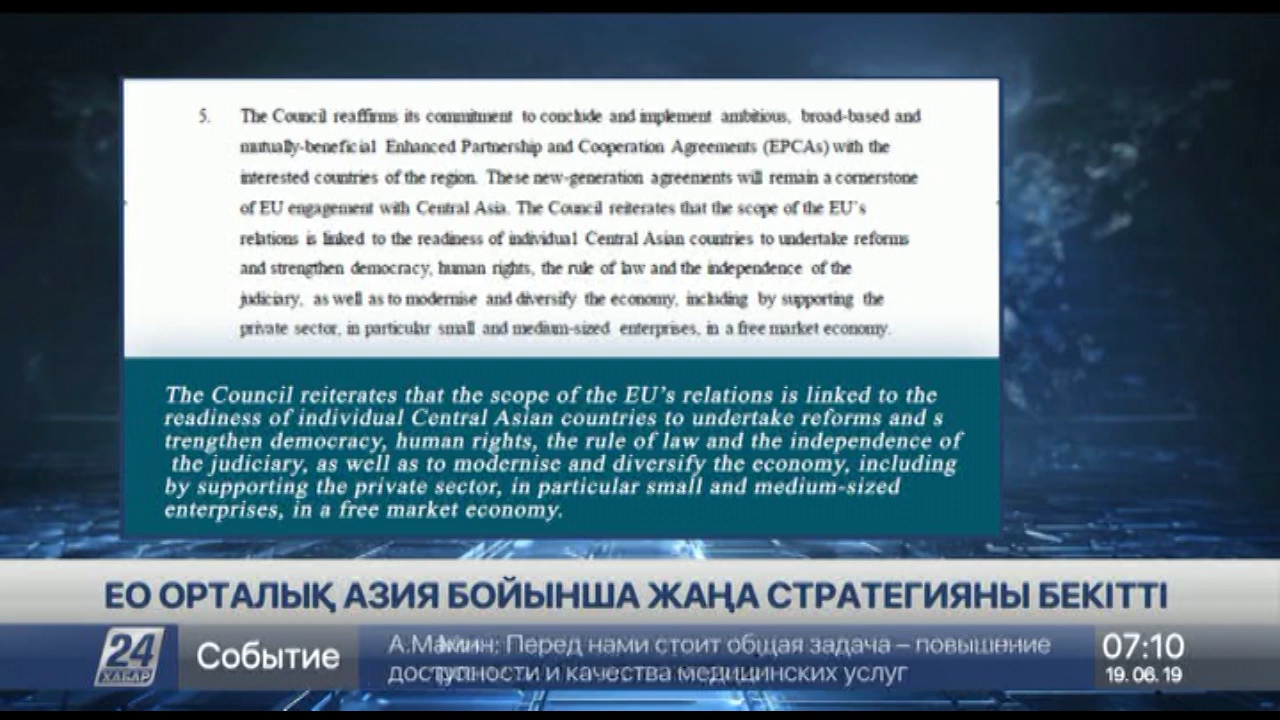 5. The Council reaffirms its commitment to conclude and implement ambitious, broad-based and
mutually-beneficial Enhanced Partnership and Cooperation Agreements (EPCAs) with the
interested countries of the region. These new-generation agreements will remain a cornerstone
of EU engagement with Central Asia. The Council reiterates that the scope of the EU's
relations is linked to the readiness of individual Central Asian countries to undertake reforms
and strengthen democracy, human rights, the rule of law and the independence of the
judiciary, as well as to modernise and diversify the economy, including by supporting the
private sector, in particular small and medium-sized enterprises, in a free market economy.
The Council reiterates that the scope of the EU's relations is linked to the
readiness of individual Central Asian countries to undertake reforms and s
trengthen democracy, human rights, the rule of law and the independence of
the judiciary, as well as to modernise and diversify the economy, including
by supporting the private sector, in particular small and medium-sized
enterprises, in a free market economy.
ЕО ОРТАЛЫҚ АЗИЯ БОЙЫНША ЖАҢА СТРАТЕГИЯНЫ БЕКІТТІ
24
ХАБАР
Событие
А.Мамин: Перед нами стоит общая задача – повышение
доступности и качества медицинских услуг
07:10
19.06.19